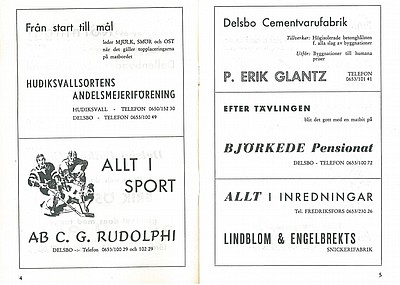 Från start till mål
leder MJÖLK, SMÖR och OST
när det gäller topplaceringarna
på matbordet
HUDIKSVALLSORTENS
ANDELSMEJERIFÖRENING
HUDIKSVALL - TELEFON 0650/152 30
DELSBO - TELEFON 0653/100 49
ALLT I
SPORT
AB C. G. RUDOLPHI
DELSBO -:- Telefon 0653/100 29 och 102 29
4
Delsbo Cementvarufabrik
Tillverkar: Högisolerade betonghålsten
f. alla slag av byggnationer
Utför: Byggnationer till humana
priser
P. ERIK GLANTZ
TELEFON
0653/101 41
EFTER TÄVLINGEN
blir det gott med en matbit på
BJÖRKEDE Pensionat
DELSBO - TELEFON 0653/100 72
ALLT I INREDNINGAR
Tel. FREDRIKSFORS 0653/230 26
LINDBLOM & ENGELBREKTS
SNICKERIFABRIK
5